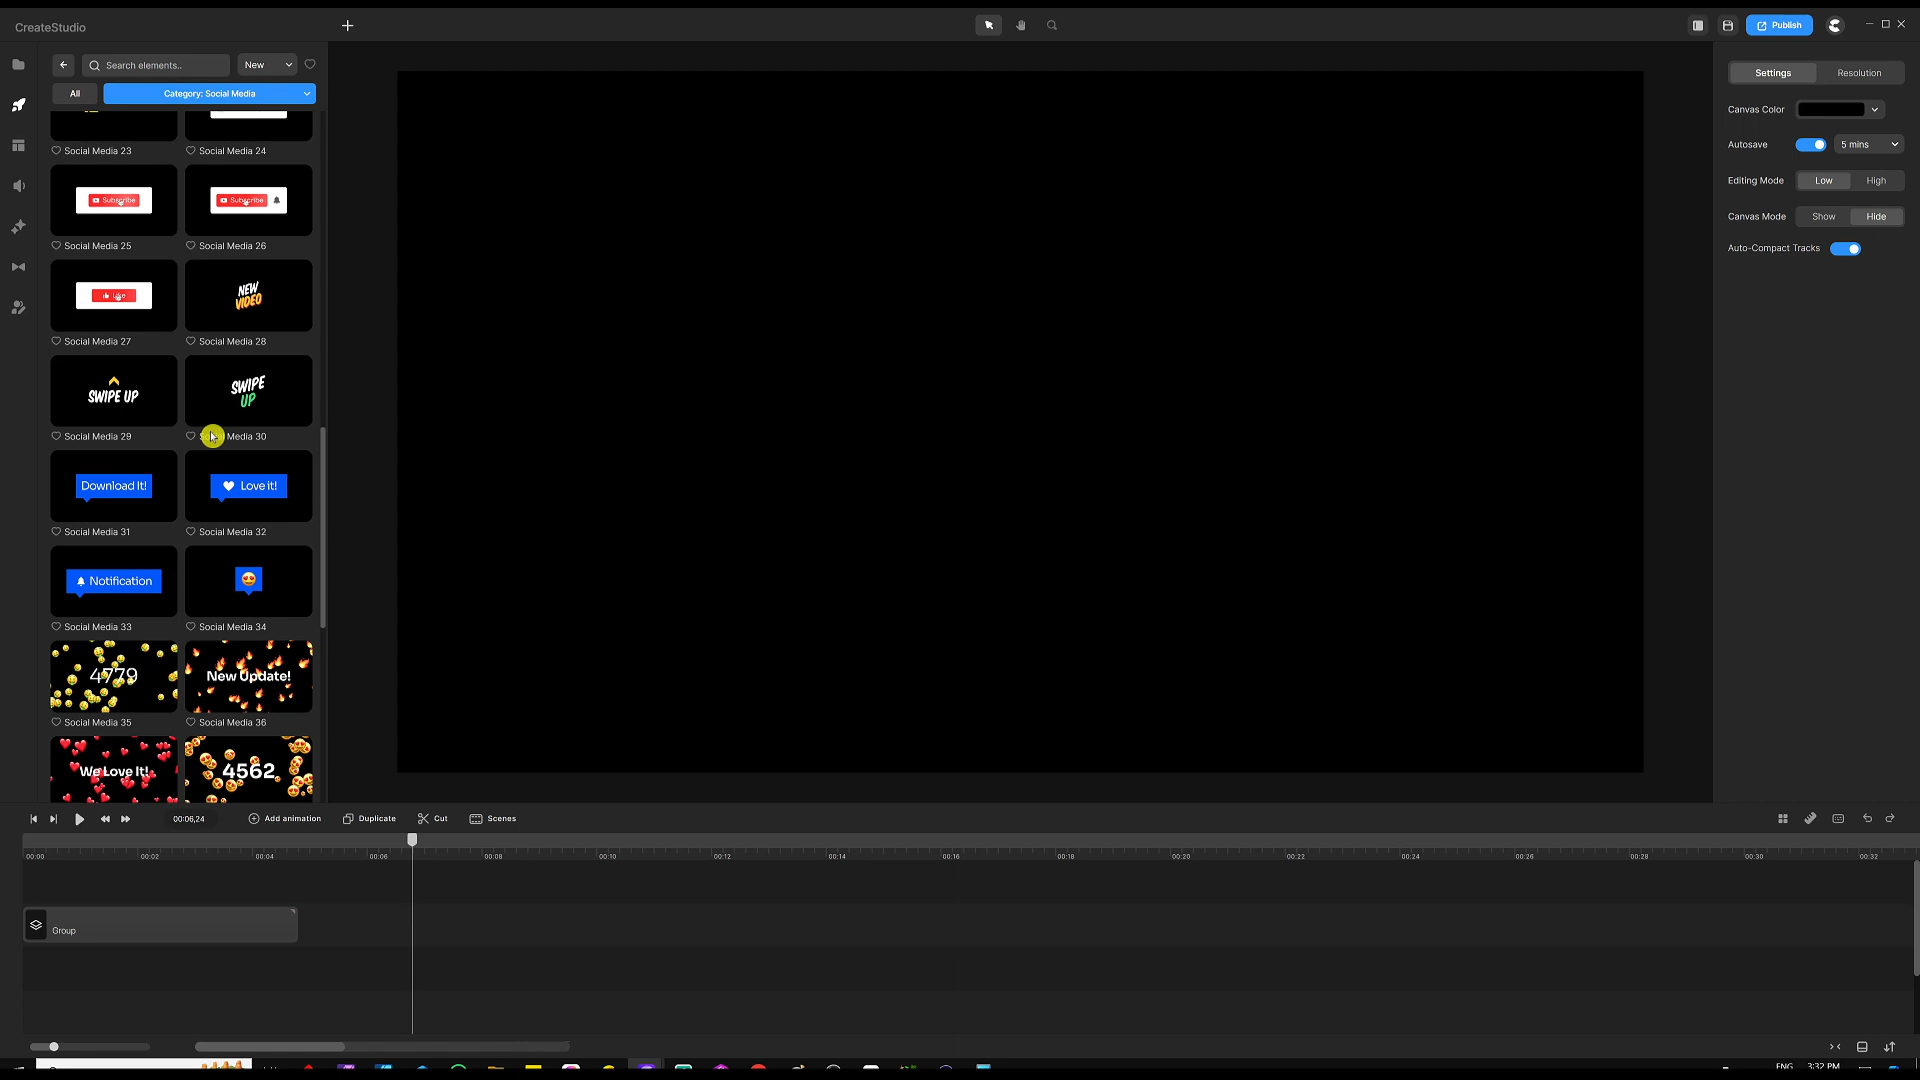 CreateStudio
Publish
Search elements..
New
All
Category: Social Media
Settings
Resolution
Canvas Color
Autosave
5 mins
Editing Mode
Low
High
Canvas Mode
Show
Hide
Auto-Compact Tracks
Social Media 23
Social Media 24
Subscribe
Subscribe
Social Media 25
Social Media 26
Like
NEW
VIDEO
Social Media 27
Social Media 28
SWIPE UP
SWIPE
UP
Social Media 29
Social Media 30
Download It!
Love it!
Social Media 31
Social Media 32
Notification
Social Media 33
Social Media 34
4779
New Update!
Social Media 35
Social Media 36
We Love It!
4562
00:06,24
Add animation
Duplicate
Cut
Scenes
00:00
00:02
00:04
00:06
00:08
00:10
00:12
00:14
00:16
00:18
00:20
00:22
00:24
00:26
00:28
00:30
00:32
Group
ENG
3:32 PM